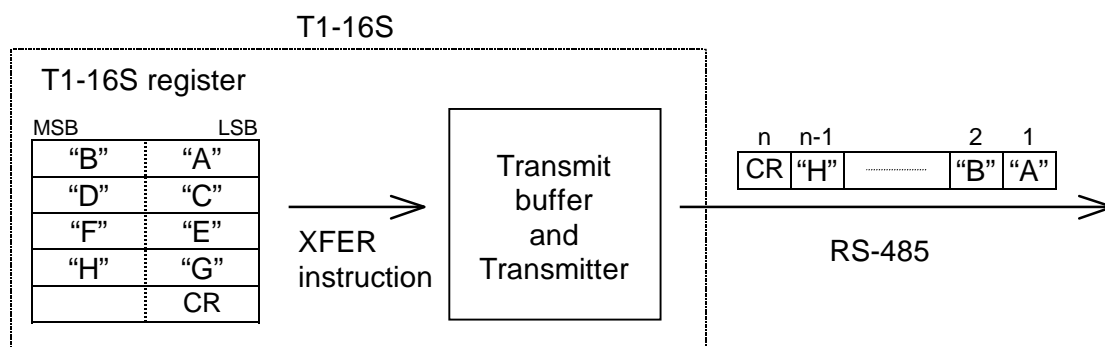 T1-16S
T1-16S register
MSB LSB
“B” “A”
“D” “C”
“F” “E”
“H” “G”
CR
XFER
instruction
Transmit
buffer
and
Transmitter
n n-1 2 1
CR “H” “B” “A”
RS-485